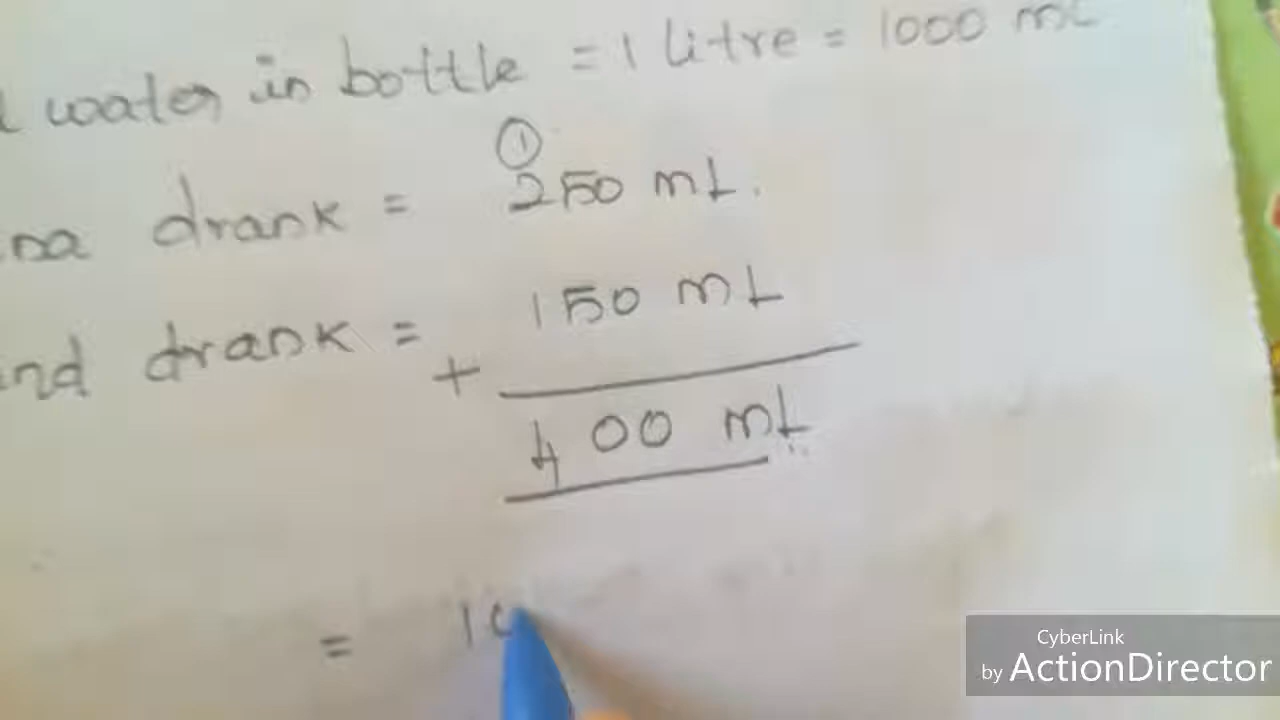 water in bottle = 1 litre = 1000 mL
①
drank = 250 mL.
drank = 150 mL
+
400 mL
= 10
CyberLink
by ActionDirector